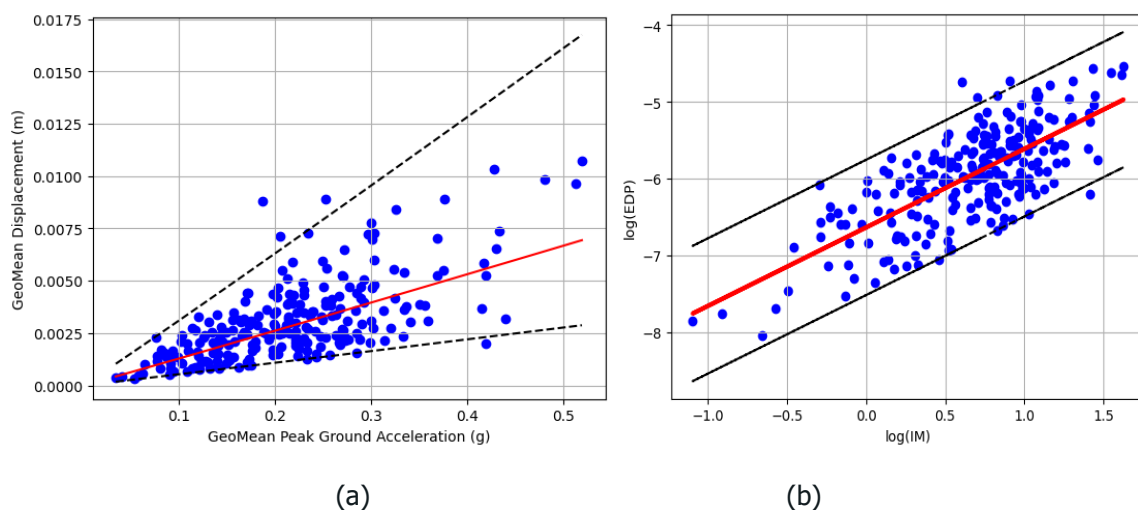 0.0175
0.0150
0.0125
0.0100
0.0075
0.0050
0.0025
0.0000
GeoMean Displacement (m)
0.1 0.2 0.3 0.4 0.5
GeoMean Peak Ground Acceleration (g)
(a)
−4
−5
−6
−7
−8
log(EDP)
−1.0 −0.5 0.0 0.5 1.0 1.5
log(IM)
(b)